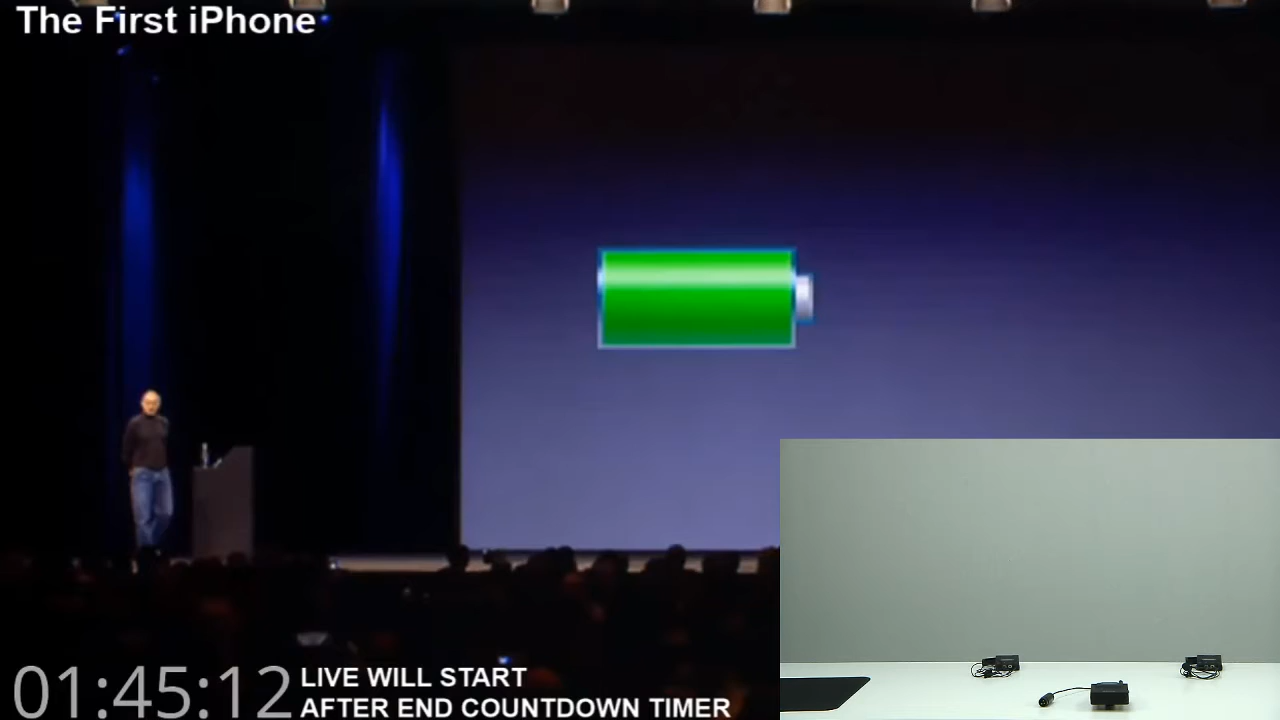 The First iPhone
01:45:12
LIVE WILL START
AFTER END COUNTDOWN TIMER